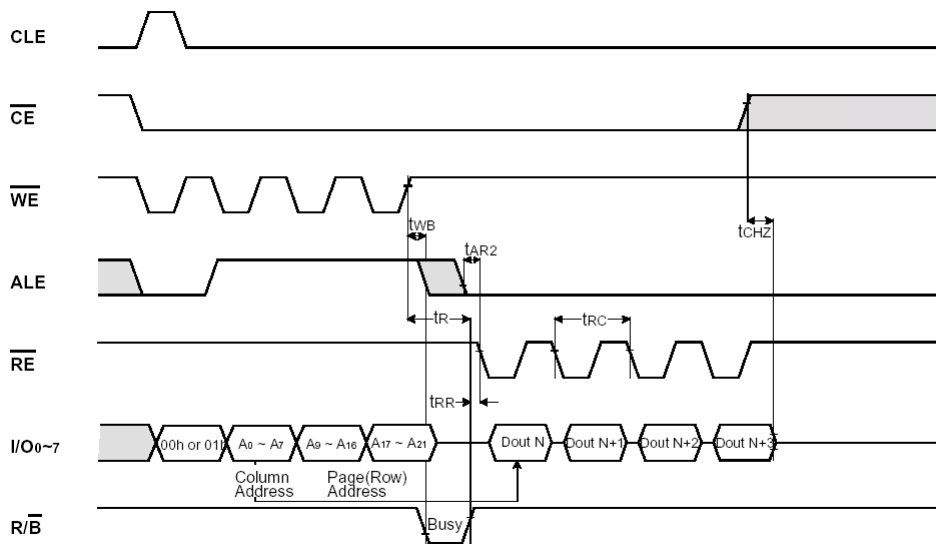 CLE
CE
WE
tWB
tCHZ
tAR2
ALE
tR
tRC
RE
tRR
I/O0~7
00h or 01h
A0 ~ A7
A9 ~ A16
A17 ~ A21
Dout N
Dout N+1
Dout N+2
Dout N+3
Column
Address
Page(Row)
Address
R/B
Busy